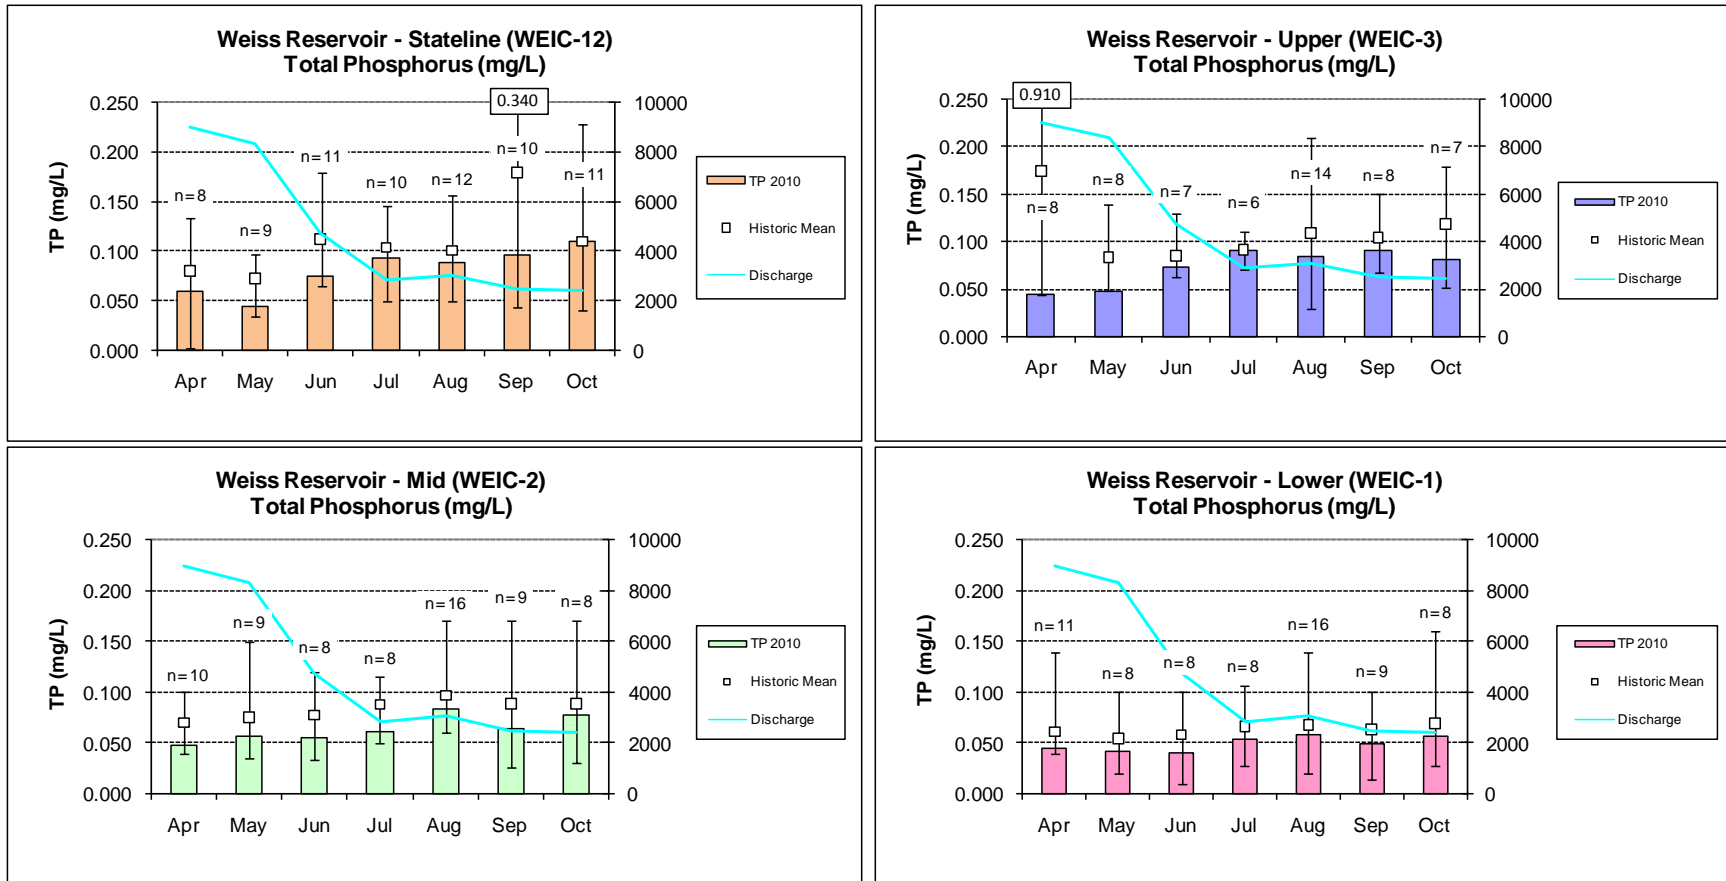 Weiss Reservoir - Stateline (WEIC-12)
Total Phosphorus (mg/L)
0.340
0.250
0.200
0.150
0.100
0.050
0.000
TP (mg/L)
10000
8000
6000
4000
2000
0
n=8
n=9
n=11
n=10
n=12
n=10
n=11
Apr May Jun Jul Aug Sep Oct
TP 2010
Historic Mean
Discharge
Weiss Reservoir - Upper (WEIC-3)
Total Phosphorus (mg/L)
0.910
0.250
0.200
0.150
0.100
0.050
0.000
TP (mg/L)
10000
8000
6000
4000
2000
0
n=8
n=8
n=7
n=6
n=14
n=8
n=7
Apr May Jun Jul Aug Sep Oct
TP 2010
Historic Mean
Discharge
Weiss Reservoir - Mid (WEIC-2)
Total Phosphorus (mg/L)
0.250
0.200
0.150
0.100
0.050
0.000
TP (mg/L)
10000
8000
6000
4000
2000
0
n=10
n=9
n=8
n=8
n=16
n=9
n=8
Apr May Jun Jul Aug Sep Oct
TP 2010
Historic Mean
Discharge
Weiss Reservoir - Lower (WEIC-1)
Total Phosphorus (mg/L)
0.250
0.200
0.150
0.100
0.050
0.000
TP (mg/L)
10000
8000
6000
4000
2000
0
n=11
n=8
n=8
n=8
n=16
n=9
n=8
Apr May Jun Jul Aug Sep Oct
TP 2010
Historic Mean
Discharge